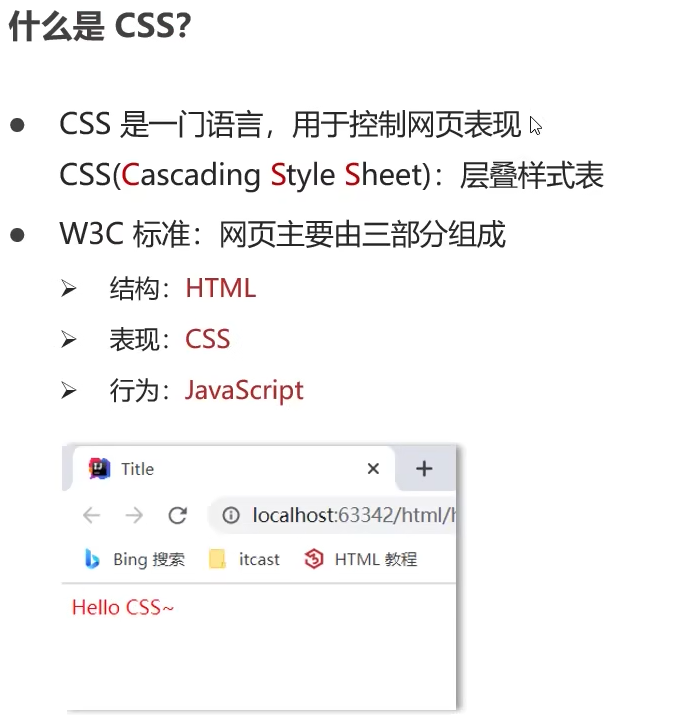 什么是 CSS?
CSS 是一门语言，用于控制网页表现
CSS(Cascading Style Sheet)：层叠样式表
W3C 标准：网页主要由三部分组成
结构：HTML
表现：CSS
行为：JavaScript
Title
localhost:63342/html/h
Bing 搜索 itcast HTML 教程
Hello CSS~